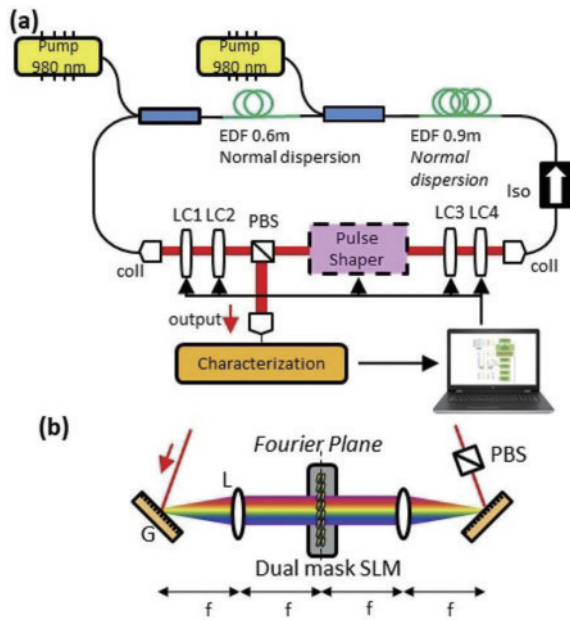 (a)
Pump
980 nm
Pump
980 nm
EDF 0.6m
Normal dispersion
EDF 0.9m
Normal
dispersion
Iso
LC1 LC2
PBS
Pulse
Shaper
LC3 LC4
coll
coll
output
Characterization
(b)
Fourier Plane
PBS
L
G
Dual mask SLM
f f f f